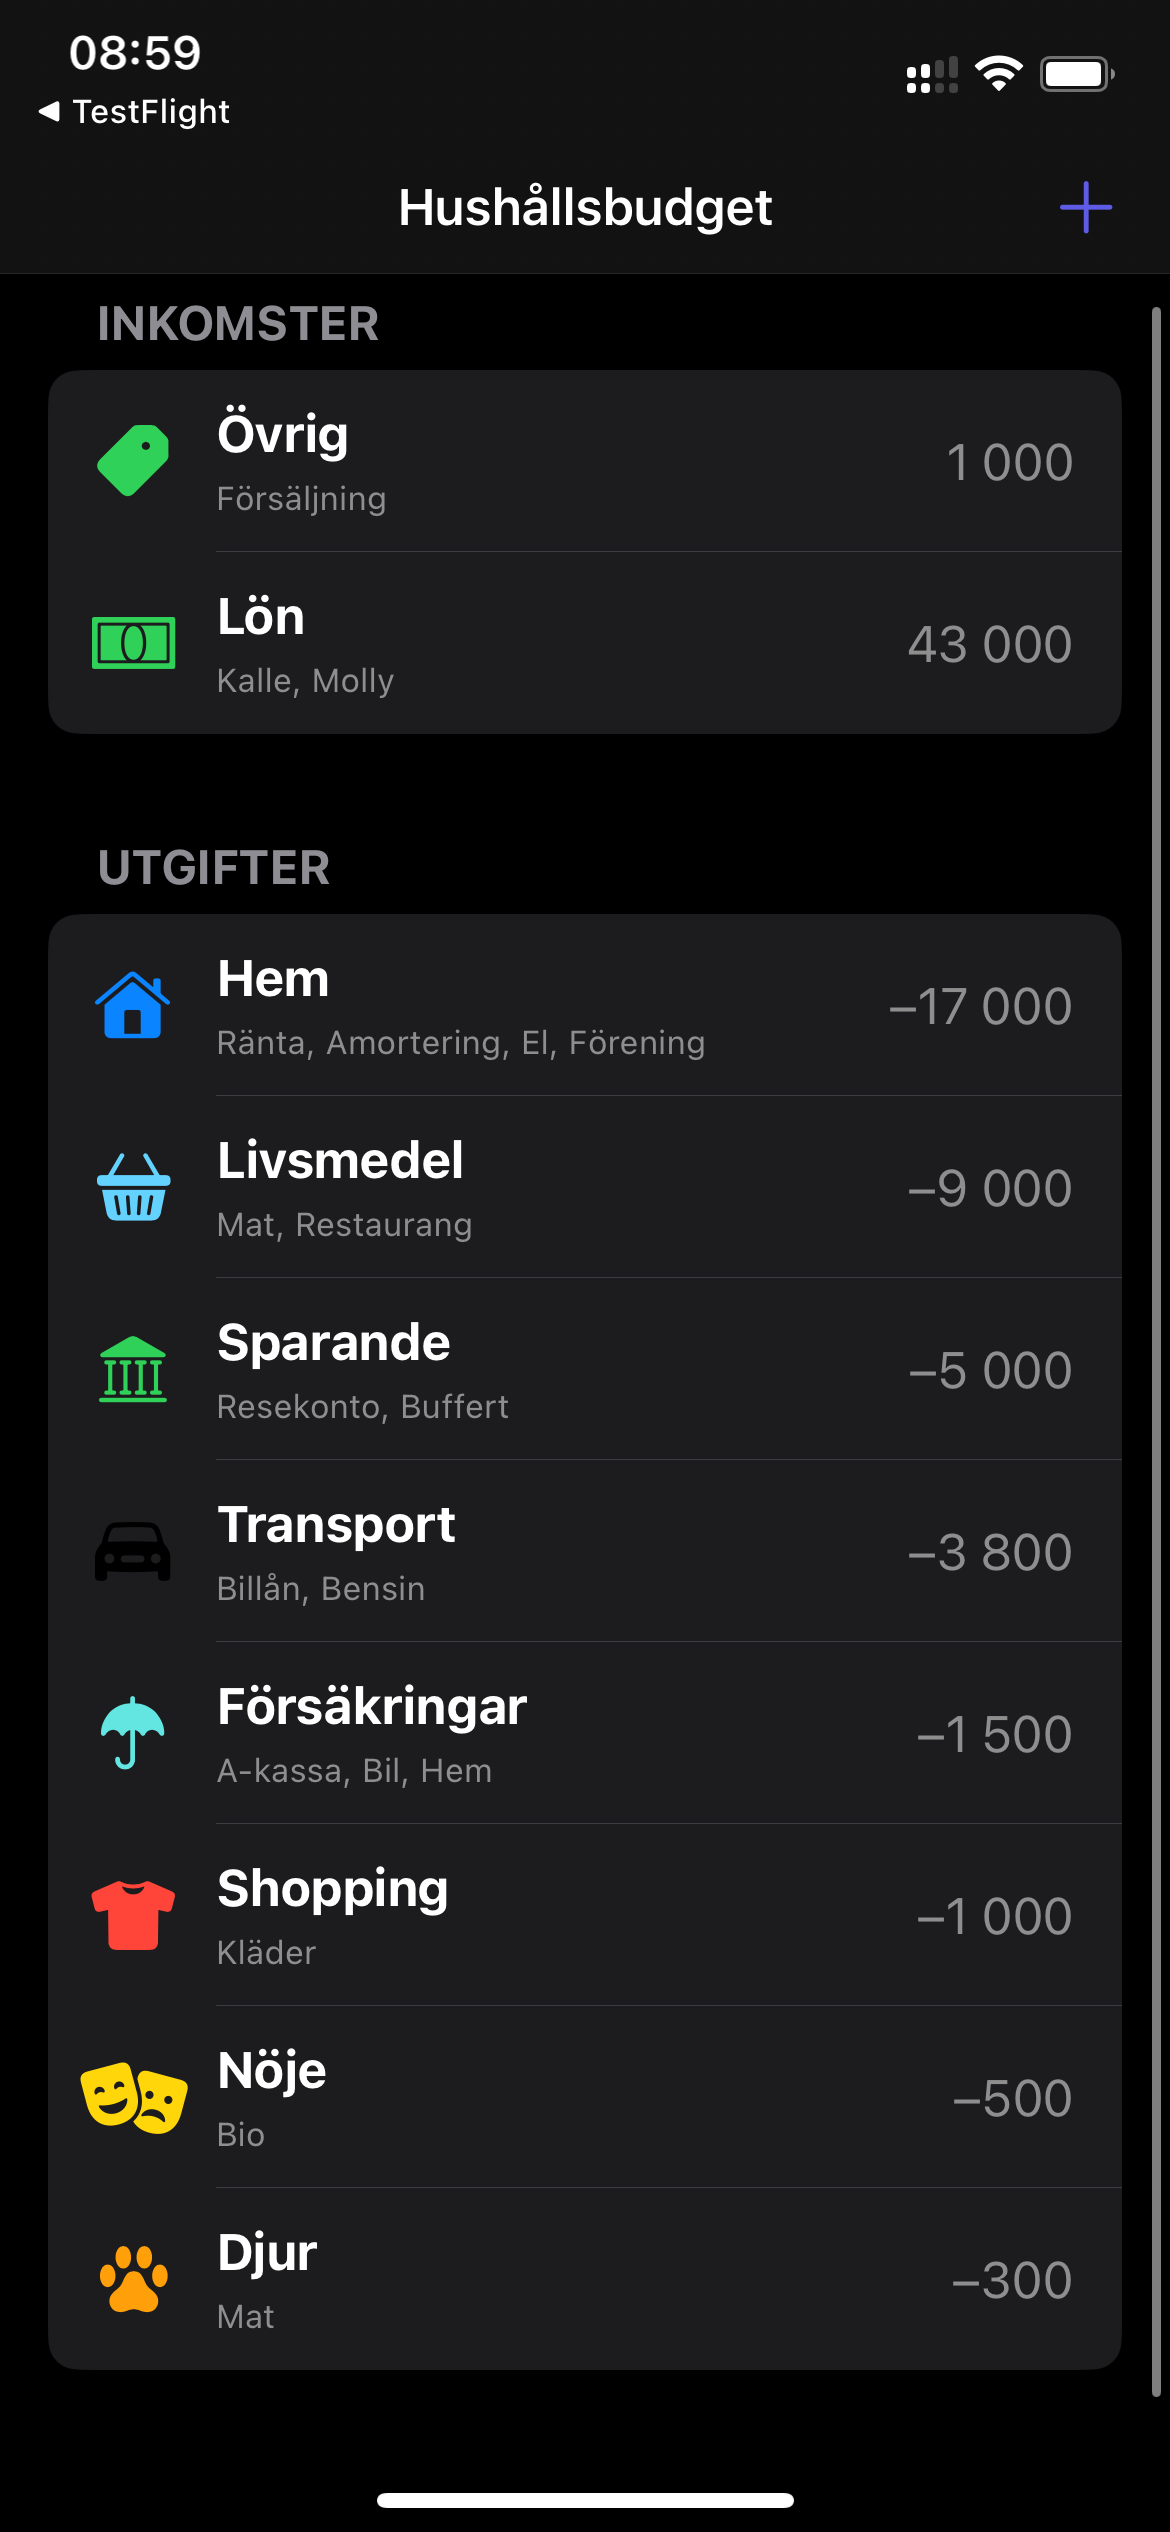 08:59
◀ TestFlight
Hushållsbudget
INKOMSTER
Övrig
Försäljning
1 000
Lön
Kalle, Molly
43 000
UTGIFTER
Hem
Ränta, Amortering, El, Förening
–17 000
Livsmedel
Mat, Restaurang
–9 000
Sparande
Resekonto, Buffert
–5 000
Transport
Billån, Bensin
–3 800
Försäkringar
A-kassa, Bil, Hem
–1 500
Shopping
Kläder
–1 000
Nöje
Bio
–500
Djur
Mat
–300